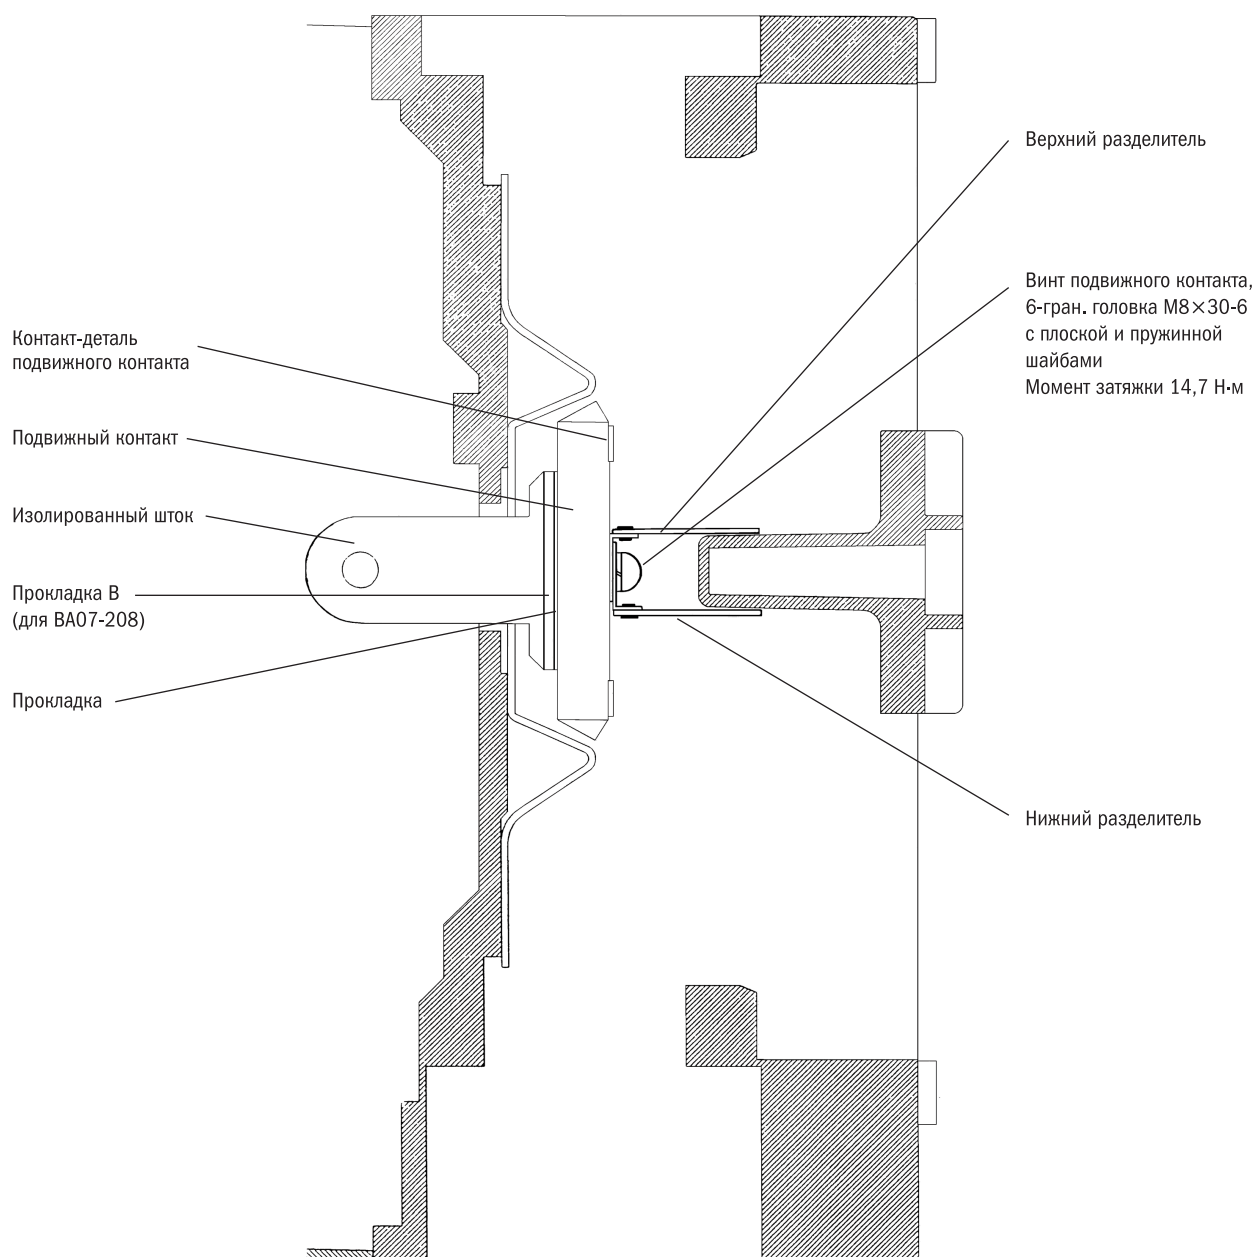 Верхний разделитель
Винт подвижного контакта,
6-гран. головка М8×30-6
с плоской и пружинной
шайбами
Момент затяжки 14,7 Н·м
Контакт-деталь
подвижного контакта
Подвижный контакт
Изолированный шток
Прокладка В
(для ВА07-208)
Прокладка
Нижний разделитель